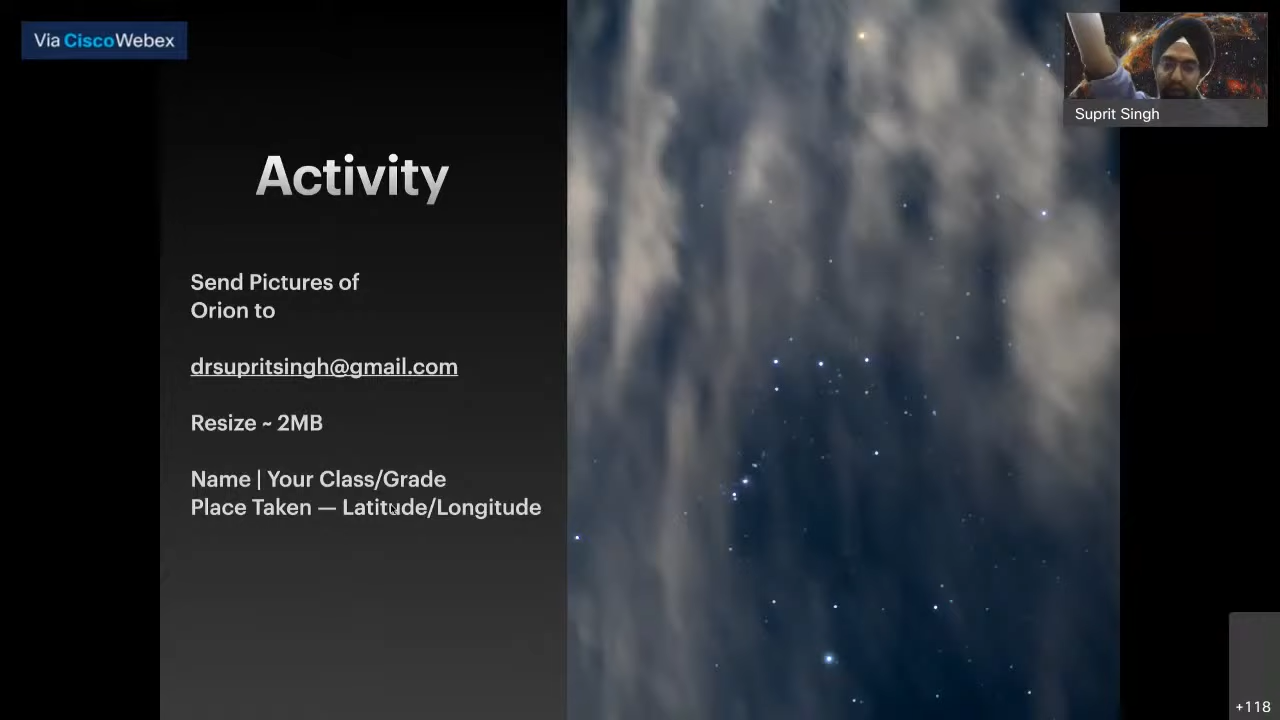 Via CiscoWebex
Activity
Send Pictures of
Orion to
drsupritsingh@gmail.com
Resize ~ 2MB
Name | Your Class/Grade
Place Taken — Latitude/Longitude
Suprit Singh
+118